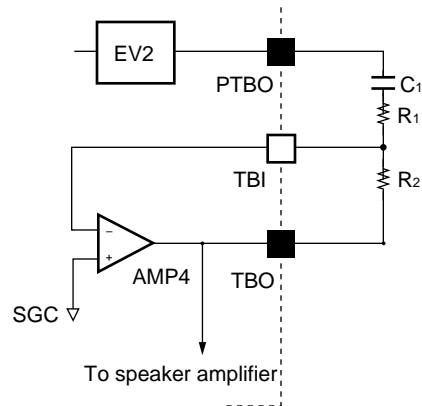 EV2
PTBO
C1
R1
TBI
R2
−
+
AMP4
TBO
SGC
To speaker amplifier